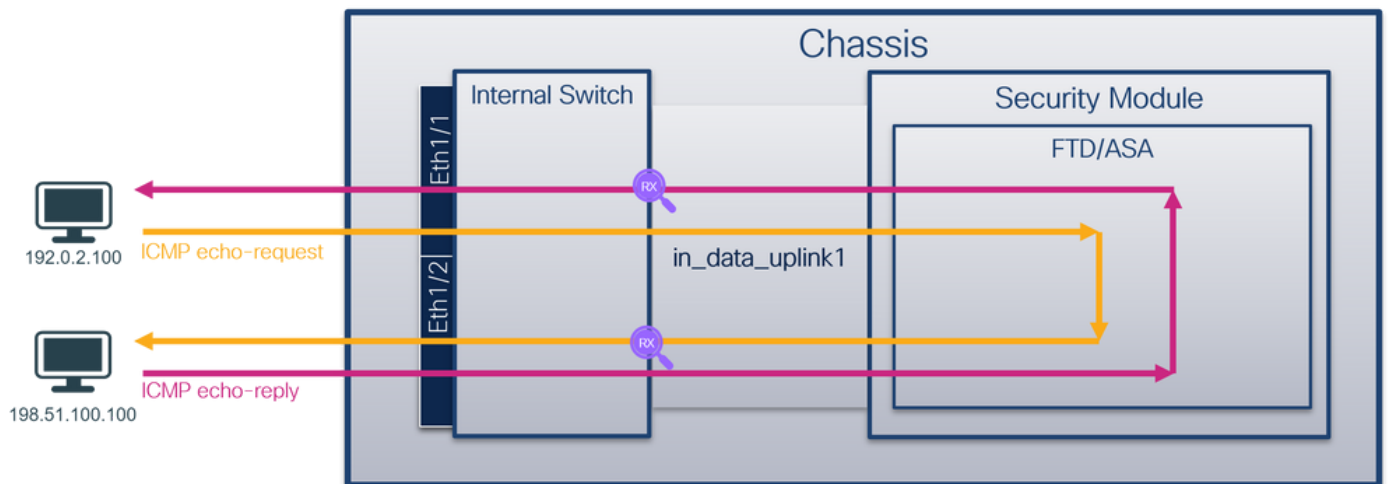 Chassis
Internal Switch
Security Module
FTD/ASA
Eth1/1
RX
192.0.2.100
ICMP echo-request
in_data_uplink1
Eth1/2
RX
ICMP echo-reply
198.51.100.100